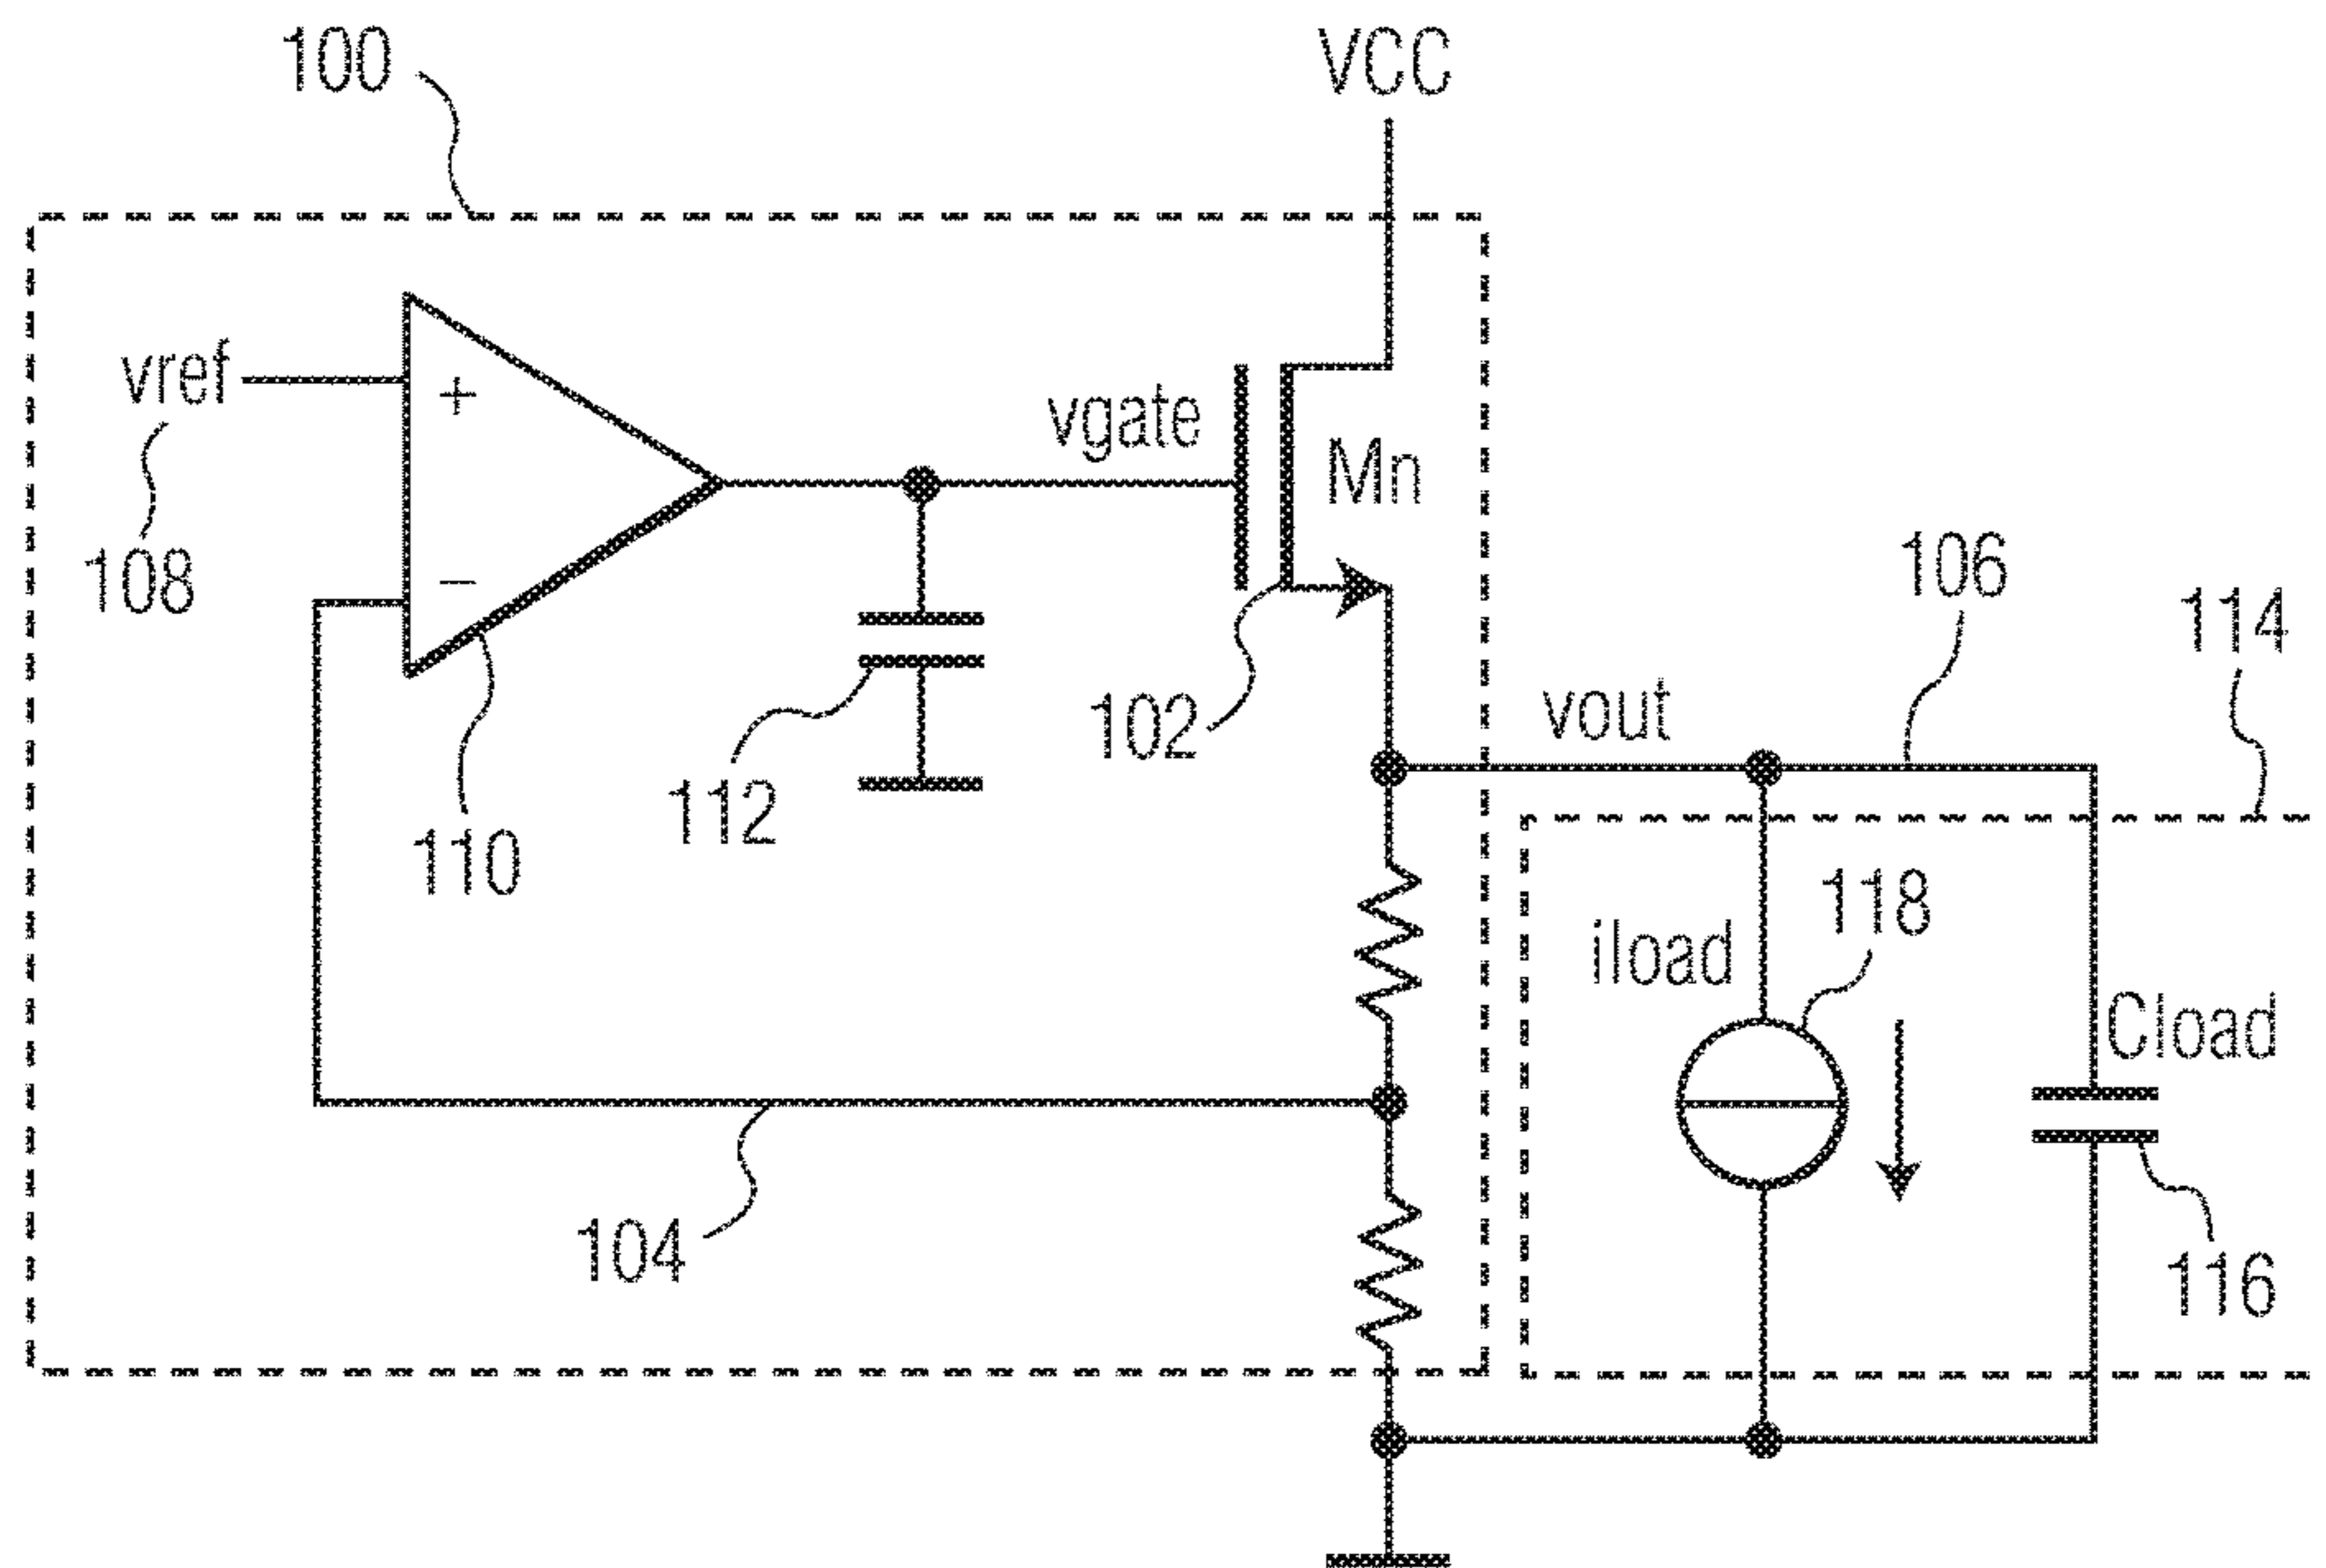 100
VCC
vref
+
vgate
Mn
108
−
106
114
102
vout
112
110
118
iload
Cload
104
116